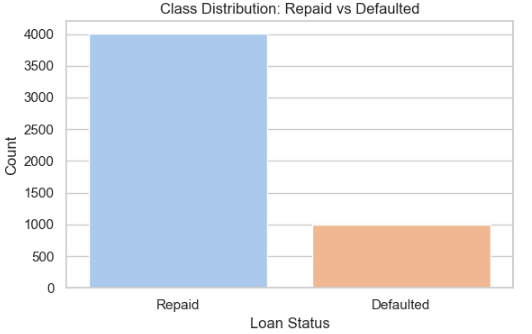 Class Distribution: Repaid vs Defaulted
4000
3500
3000
2500
2000
1500
1000
500
0
Count
Repaid
Defaulted
Loan Status